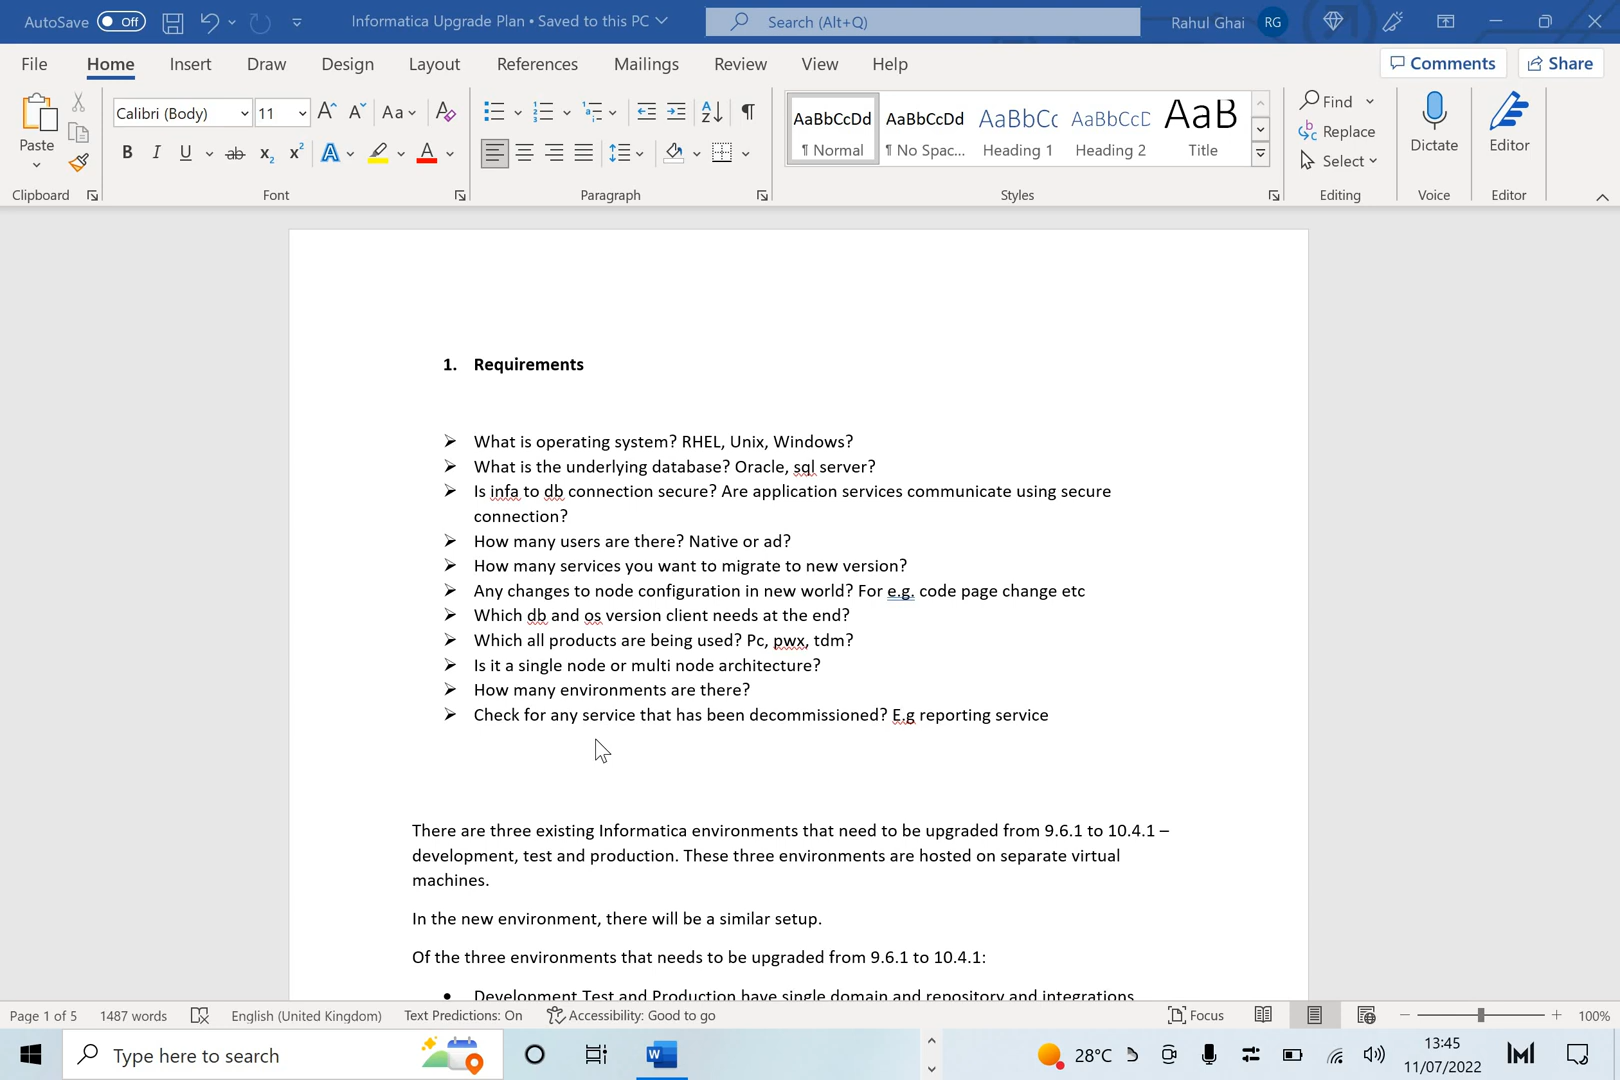 AutoSave Off Informatica Upgrade Plan • Saved to this PC Search (Alt+Q) Rahul Ghai RG
File Home Insert Draw Design Layout References Mailings Review View Help Comments Share
Calibri (Body) 11 A A Aa A AaBbCcDd AaBbCcDd AaBbCc AaBbCcD AaB Find
Paste B I U ab x2 x2 A A ¶ Normal ¶ No Spac... Heading 1 Heading 2 Title Replace Dictate Editor
Select
Clipboard Font Paragraph Styles Editing Voice Editor
1. Requirements
What is operating system? RHEL, Unix, Windows?
What is the underlying database? Oracle, sql server?
Is infa to db connection secure? Are application services communicate using secure
connection?
How many users are there? Native or ad?
How many services you want to migrate to new version?
Any changes to node configuration in new world? For e.g. code page change etc
Which db and os version client needs at the end?
Which all products are being used? Pc, pwx, tdm?
Is it a single node or multi node architecture?
How many environments are there?
Check for any service that has been decommissioned? E.g reporting service
There are three existing Informatica environments that need to be upgraded from 9.6.1 to 10.4.1 –
development, test and production. These three environments are hosted on separate virtual
machines.
In the new environment, there will be a similar setup.
Of the three environments that needs to be upgraded from 9.6.1 to 10.4.1:
• Development Test and Production have single domain and repository and integrations
Page 1 of 5 1487 words English (United Kingdom) Text Predictions: On Accessibility: Good to go Focus 100%
Type here to search 28°C 13:45
11/07/2022